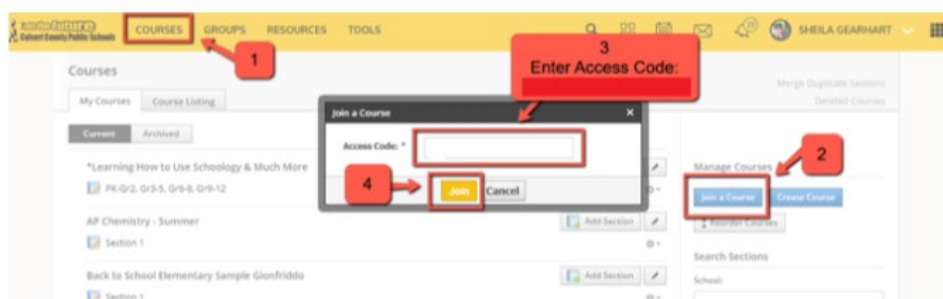 Calvert County Public Schools
COURSES GROUPS RESOURCES TOOLS
SHEILA GEARHART
1
3
Enter Access Code:
Courses
Merge Duplicate Sections
Deleted Courses
My Courses Course Listing
Join a Course
Current Archived
Access Code: *
*Learning How to Use Schoology & Much More
PK-Gr2, Gr3-5, Gr6-8, Gr9-12
4
Join Cancel
Manage Courses
2
Join a Course Create Course
Reorder Courses
AP Chemistry - Summer
Add Section
Section 1
Search Sections
Back to School Elementary Sample Gionfriddo
Add Section
School:
Section 1